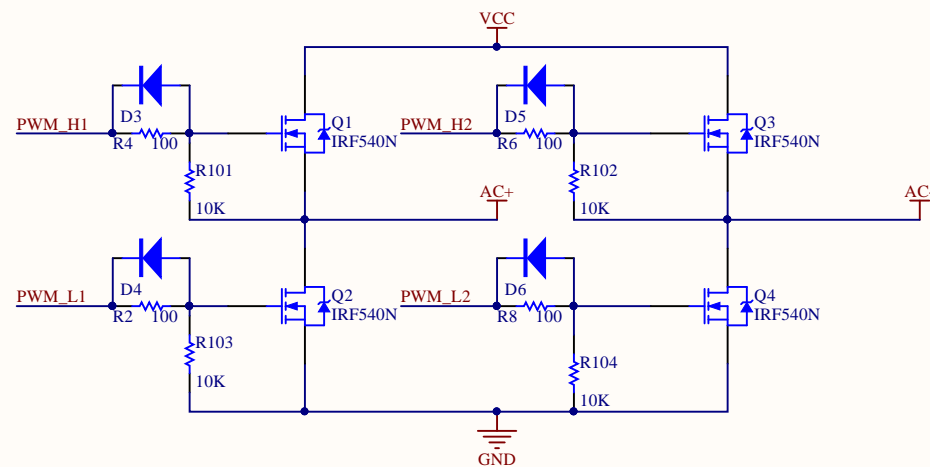 VCC
D3
D5
PWM_H1
R4
100
Q1
IRF540N
PWM_H2
R6
100
Q3
IRF540N
R101
10K
AC+
R102
10K
D4
D6
PWM_L1
R2
100
Q2
IRF540N
PWM_L2
R8
100
Q4
IRF540N
R103
10K
R104
10K
GND